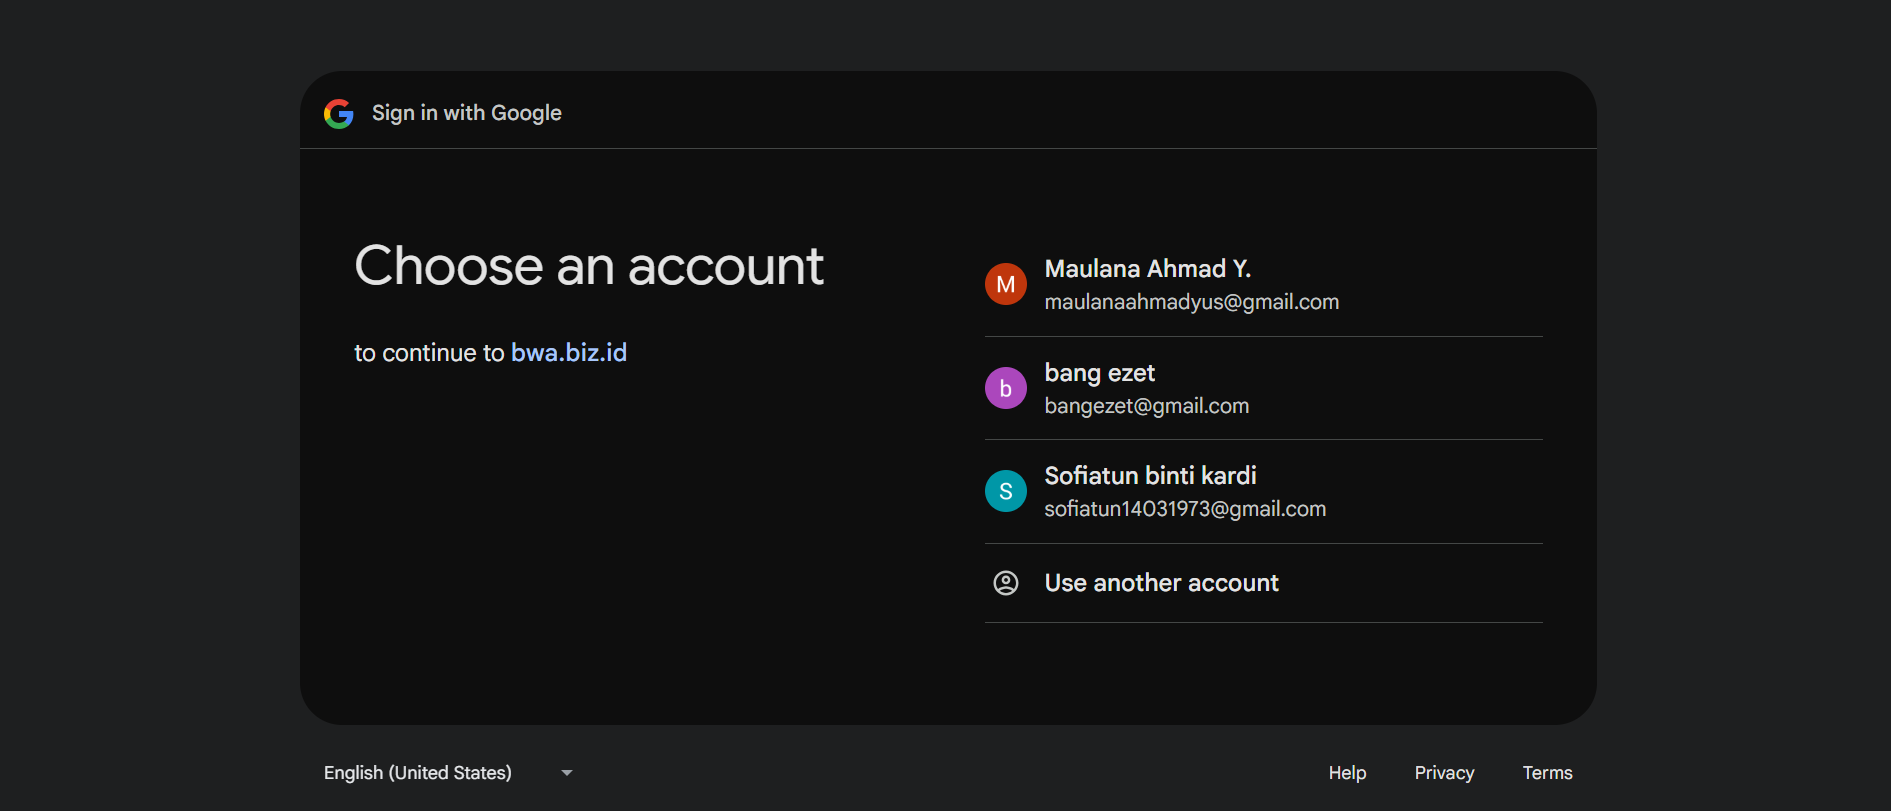 Sign in with Google
Choose an account
to continue to bwa.biz.id
M
Maulana Ahmad Y.
maulanaahmadyus@gmail.com
b
bang ezet
bangezet@gmail.com
S
Sofiatun binti kardi
sofiatun14031973@gmail.com
Use another account
English (United States)
Help
Privacy
Terms